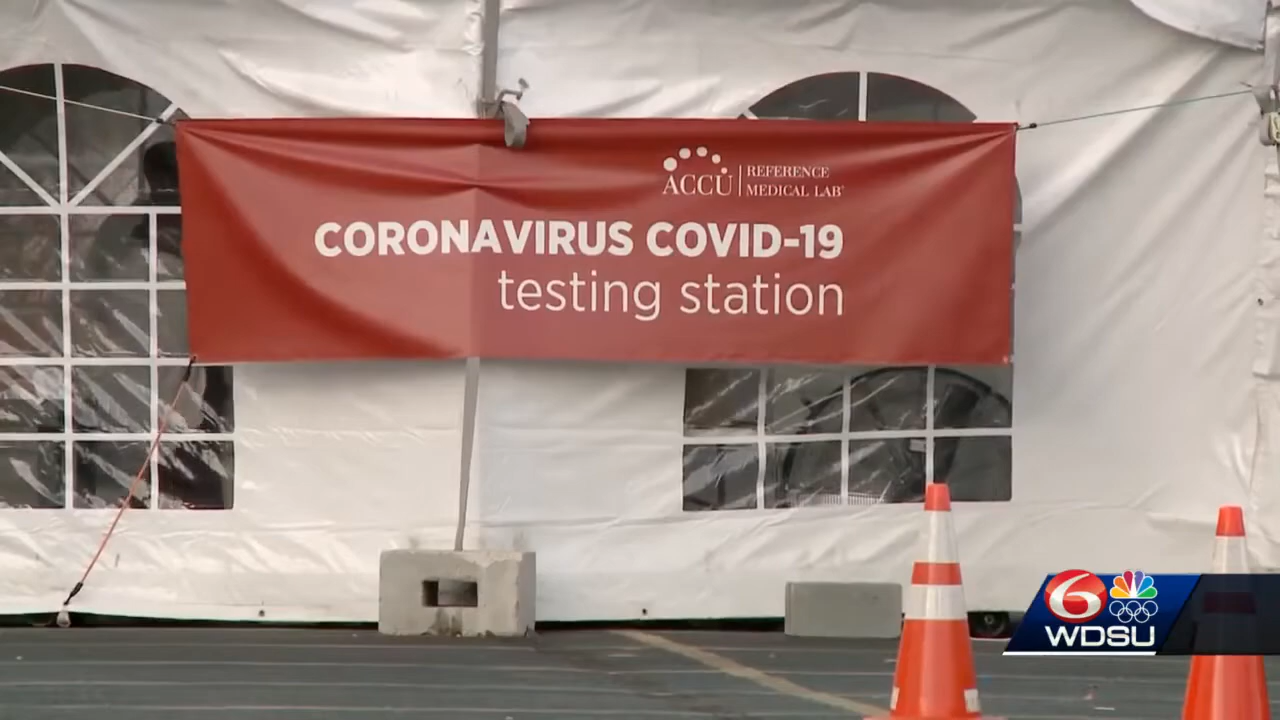 ACCU REFERENCE
MEDICAL LAB
CORONAVIRUS COVID-19
testing station
6
WDSU